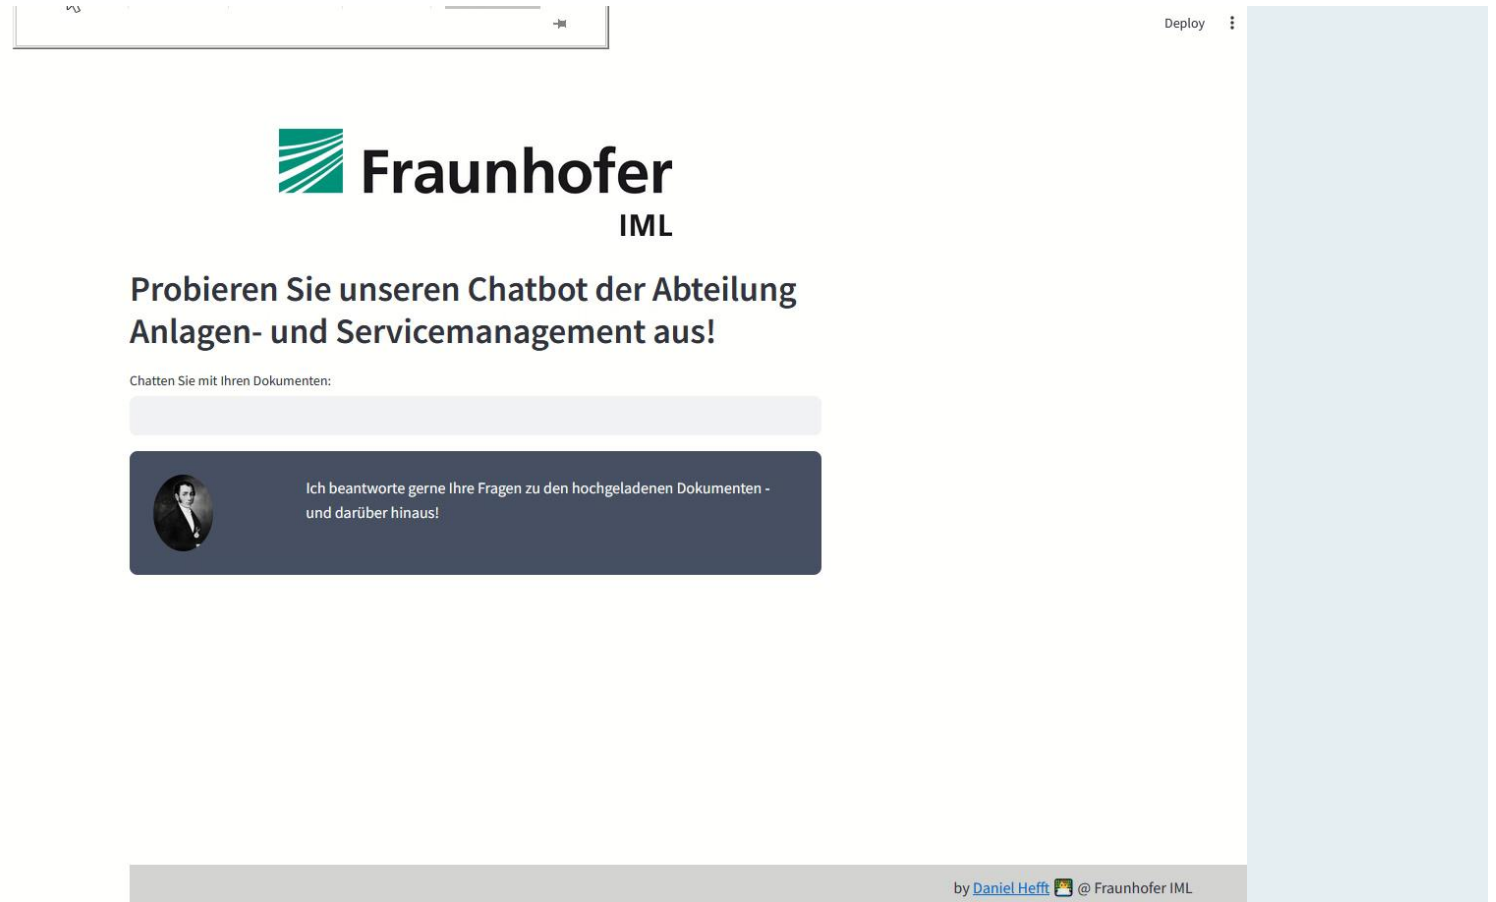 Deploy
Fraunhofer
IML
Probieren Sie unseren Chatbot der Abteilung
Anlagen- und Servicemanagement aus!
Chatten Sie mit Ihren Dokumenten:
Ich beantworte gerne Ihre Fragen zu den hochgeladenen Dokumenten -
und darüber hinaus!
by Daniel Hefft @ Fraunhofer IML